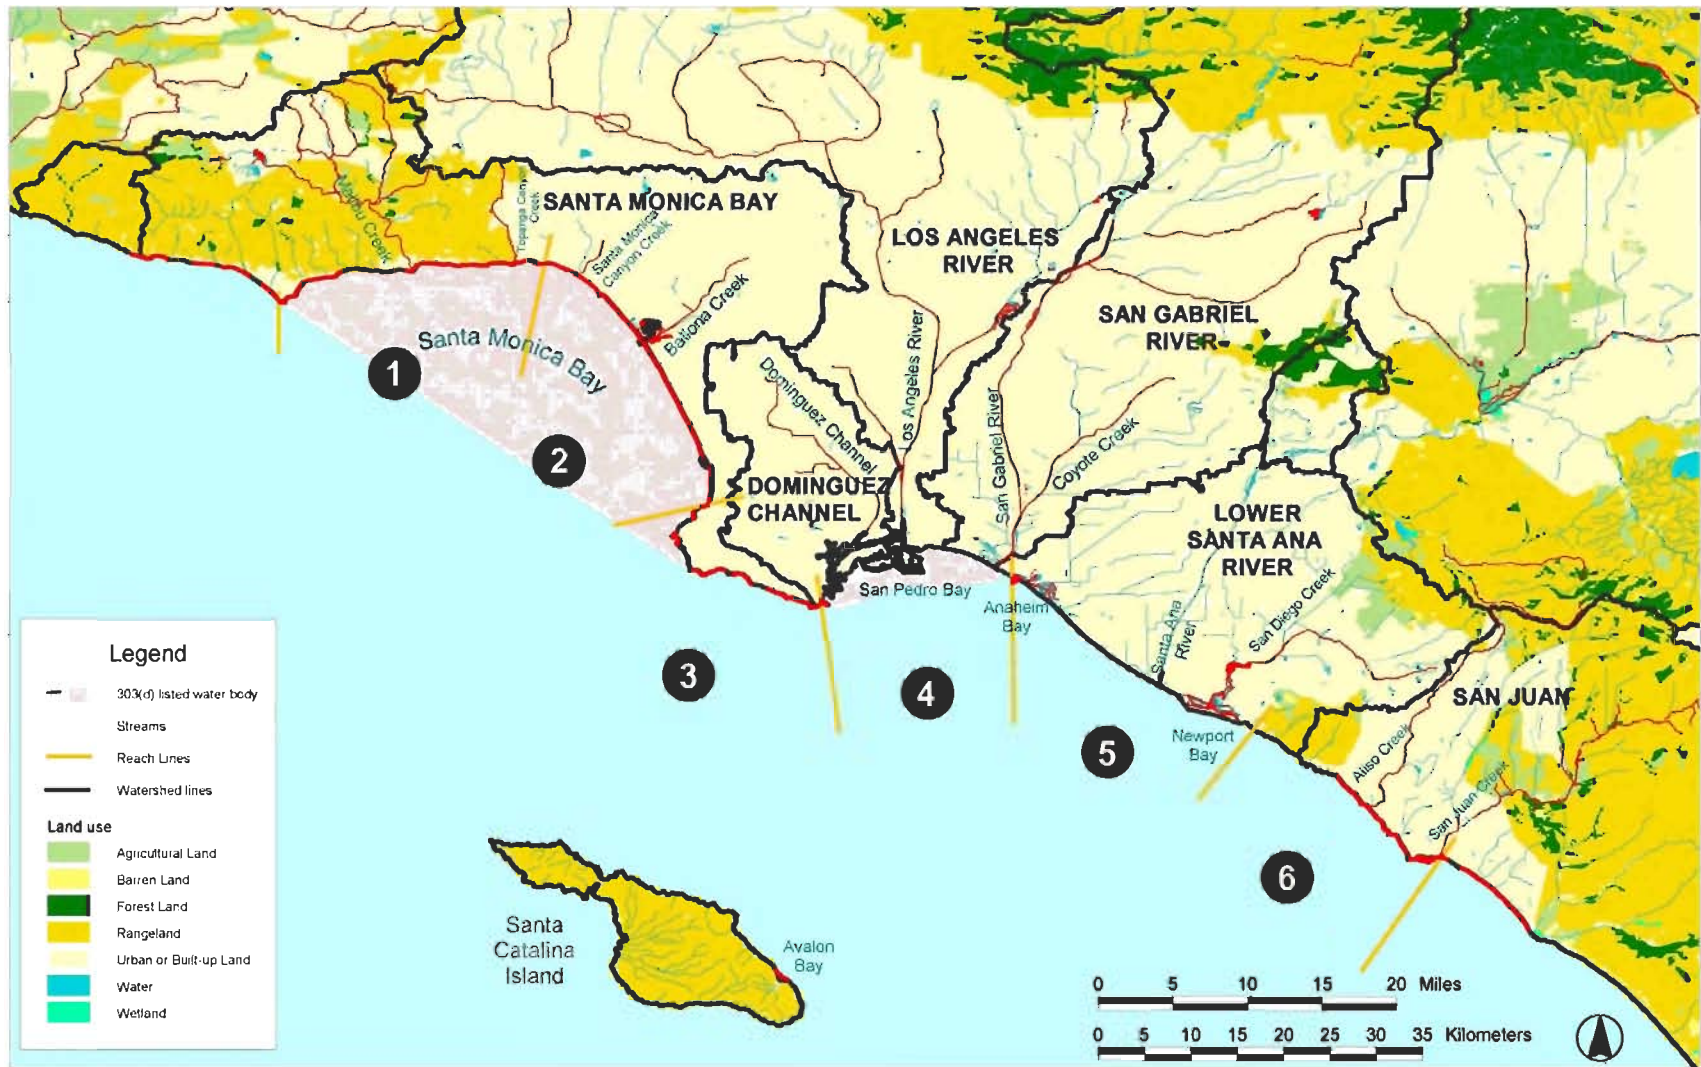 Topanga Canyon
Creek
SANTA MONICA BAY
Malibu Creek
Santa Monica
Canyon Creek
LOS ANGELES
RIVER
Ballona Creek
Santa Monica Bay
SAN GABRIEL
RIVER
1
Dominguez Channel
Los Angeles River
San Gabriel River
Coyote Creek
2
DOMINGUEZ
CHANNEL
LOWER
SANTA ANA
RIVER
San Pedro Bay
Anaheim
Bay
Santa Ana
River
San Diego Creek
3
4
SAN JUAN
5
Newport
Bay
Aliso Creek
San Juan Creek
6
Legend
303(d) listed water body
Streams
Reach Lines
Watershed lines
Land use
Agricultural Land
Barren Land
Forest Land
Rangeland
Urban or Built-up Land
Water
Wetland
Santa
Catalina
Island
Avalon
Bay
0 5 10 15 20 Miles
0 5 10 15 20 25 30 35 Kilometers